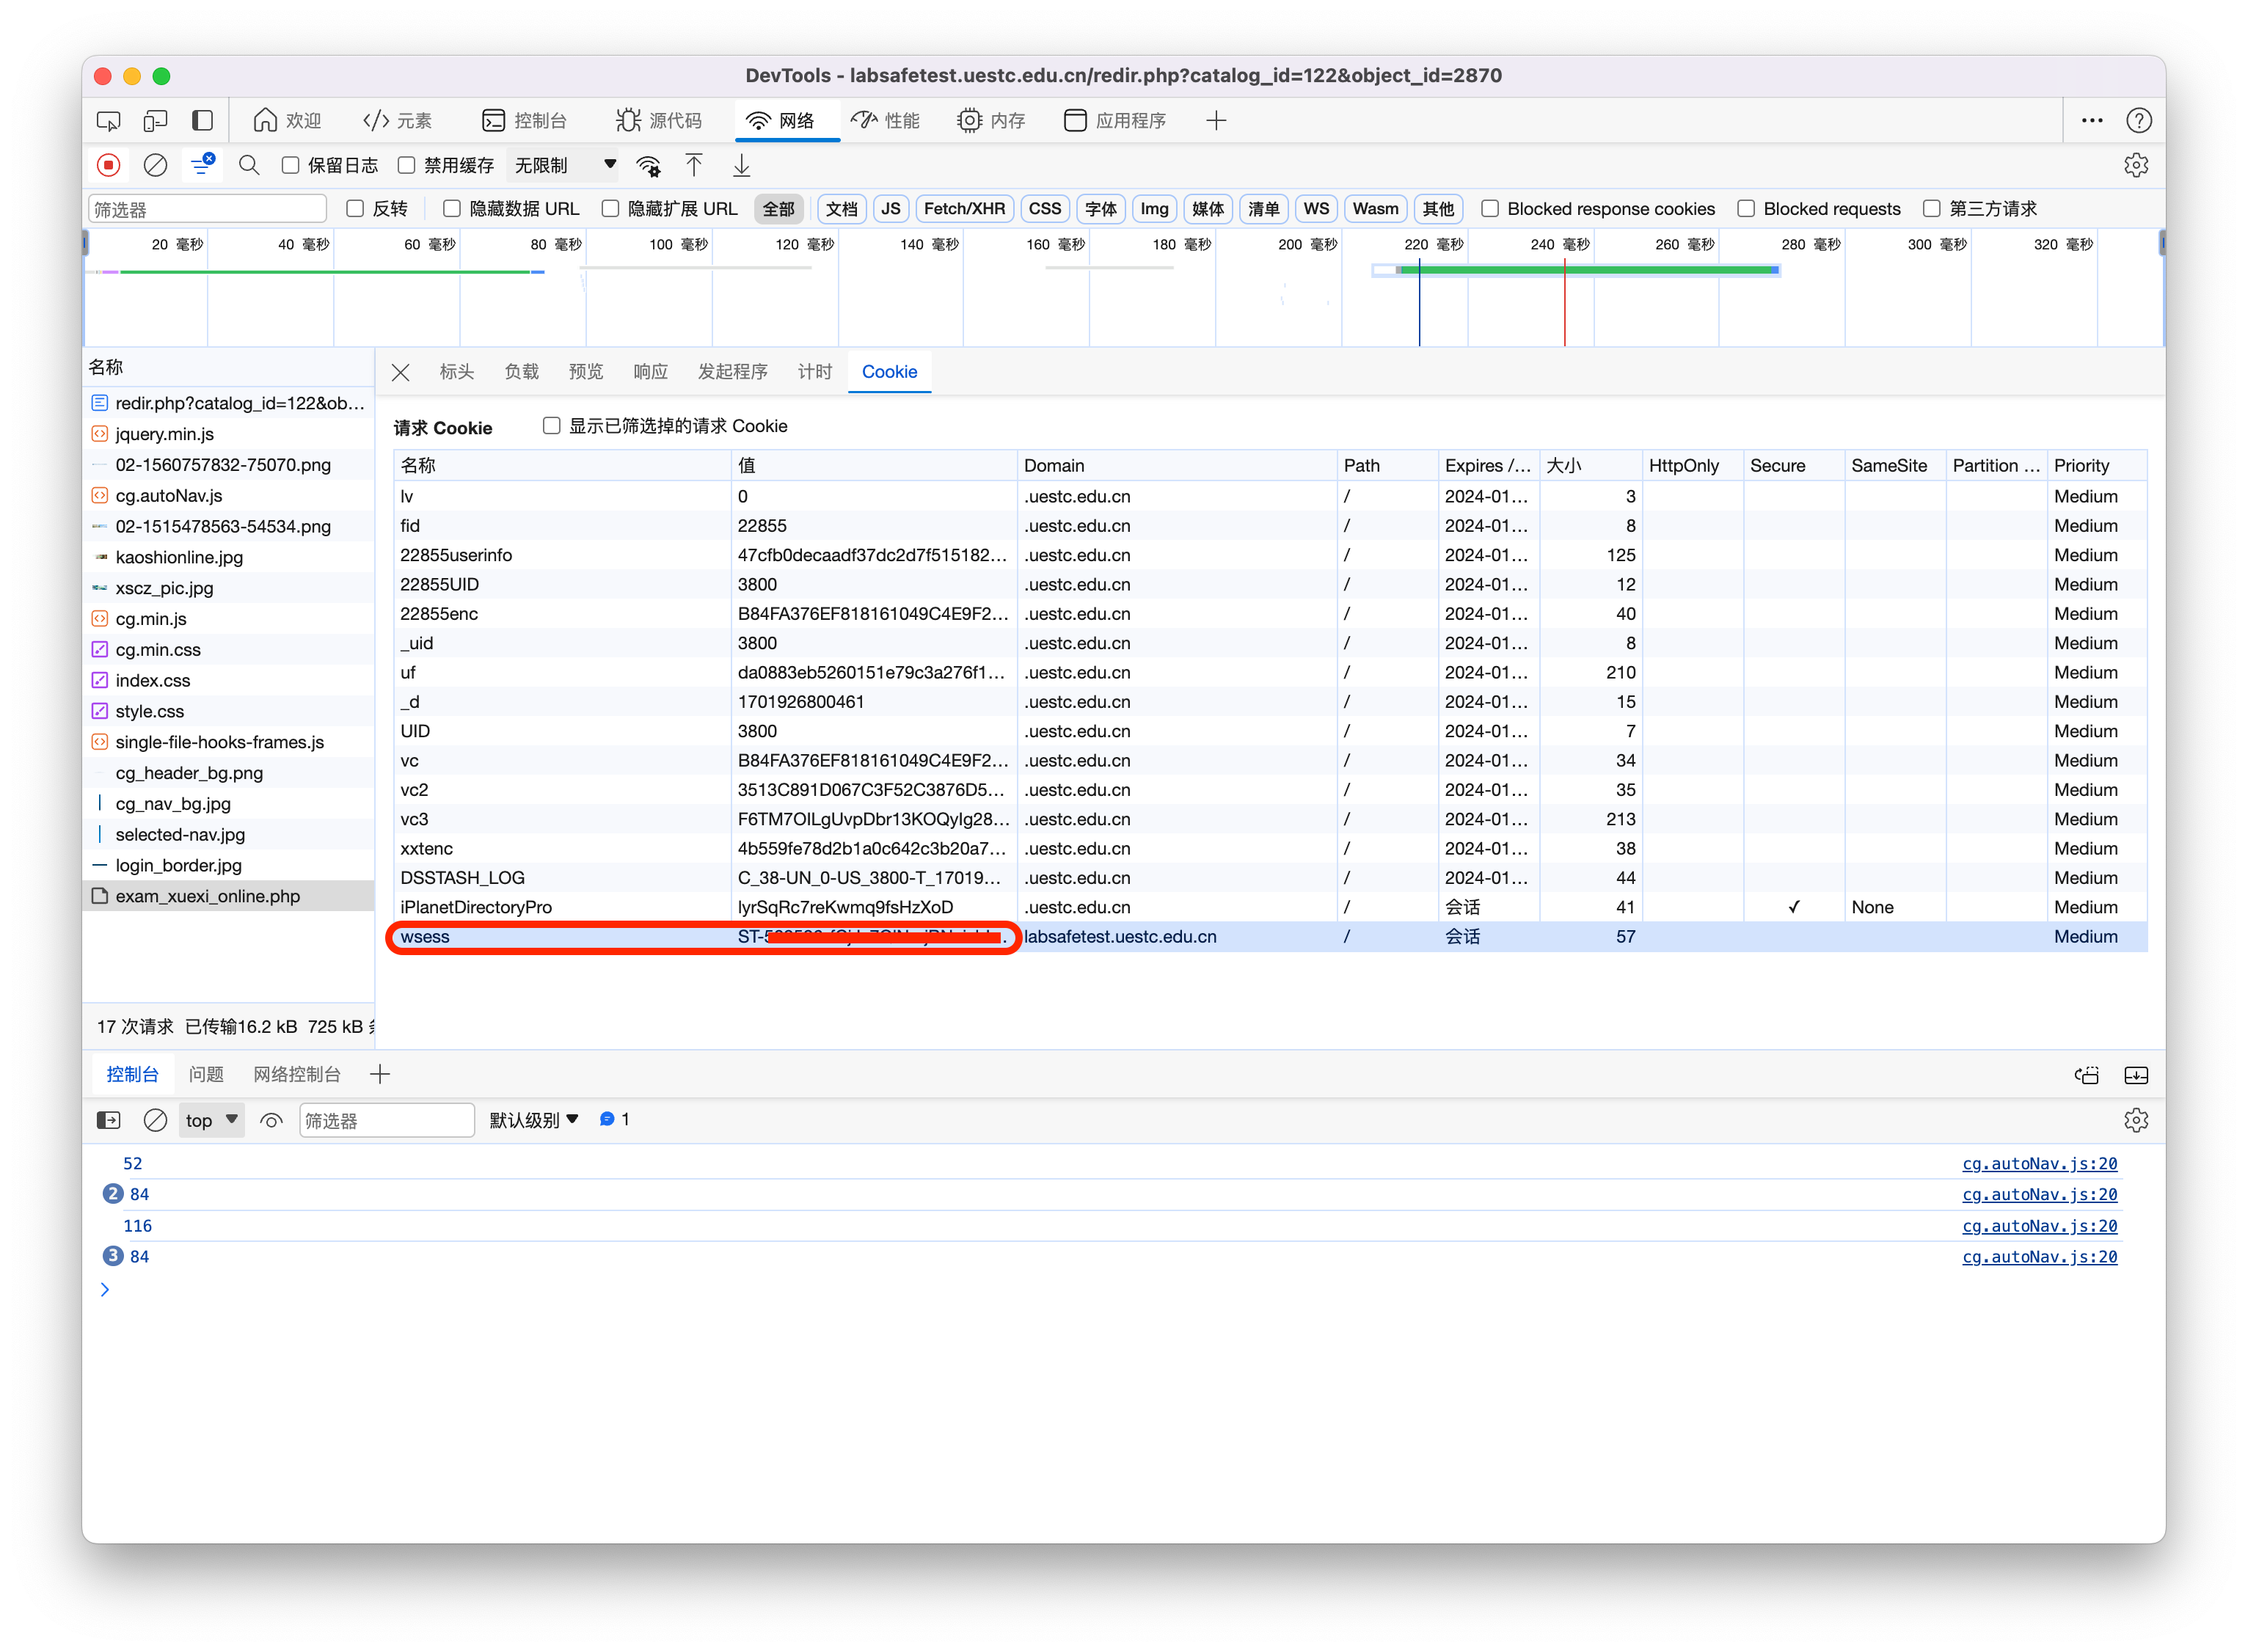 DevTools - labsafetest.uestc.edu.cn/redir.php?catalog_id=122&object_id=2870
欢迎 元素 控制台 源代码 网络 性能 内存 应用程序
保留日志 禁用缓存 无限制
筛选器 反转 隐藏数据 URL 隐藏扩展 URL 全部 文档 JS Fetch/XHR CSS 字体 Img 媒体 清单 WS Wasm 其他 Blocked response cookies Blocked requests 第三方请求
20 毫秒 40 毫秒 60 毫秒 80 毫秒 100 毫秒 120 毫秒 140 毫秒 160 毫秒 180 毫秒 200 毫秒 220 毫秒 240 毫秒 260 毫秒 280 毫秒 300 毫秒 320 毫秒
名称
redir.php?catalog_id=122&ob...
jquery.min.js
02-1560757832-75070.png
cg.autoNav.js
02-1515478563-54534.png
kaoshionline.jpg
xscz_pic.jpg
cg.min.js
cg.min.css
index.css
style.css
single-file-hooks-frames.js
cg_header_bg.png
cg_nav_bg.jpg
selected-nav.jpg
login_border.jpg
exam_xuexi_online.php
17 次请求 已传输16.2 kB 725 kB
标头 负载 预览 响应 发起程序 计时 Cookie
请求 Cookie 显示已筛选掉的请求 Cookie
名称 值 Domain Path Expires /... 大小 HttpOnly Secure SameSite Partition ... Priority
lv 0 .uestc.edu.cn / 2024-01... 3 Medium
fid 22855 .uestc.edu.cn / 2024-01... 8 Medium
22855userinfo 47cfb0decaadf37dc2d7f515182... .uestc.edu.cn / 2024-01... 125 Medium
22855UID 3800 .uestc.edu.cn / 2024-01... 12 Medium
22855enc B84FA376EF818161049C4E9F2... .uestc.edu.cn / 2024-01... 40 Medium
_uid 3800 .uestc.edu.cn / 2024-01... 8 Medium
uf da0883eb5260151e79c3a276f1... .uestc.edu.cn / 2024-01... 210 Medium
_d 1701926800461 .uestc.edu.cn / 2024-01... 15 Medium
UID 3800 .uestc.edu.cn / 2024-01... 7 Medium
vc B84FA376EF818161049C4E9F2... .uestc.edu.cn / 2024-01... 34 Medium
vc2 3513C891D067C3F52C3876D5... .uestc.edu.cn / 2024-01... 35 Medium
vc3 F6TM7OILgUvpDbr13KOQyIg28... .uestc.edu.cn / 2024-01... 213 Medium
xxtenc 4b559fe78d2b1a0c642c3b20a7... .uestc.edu.cn / 2024-01... 38 Medium
DSSTASH_LOG C_38-UN_0-US_3800-T_17019... .uestc.edu.cn / 2024-01... 44 Medium
iPlanetDirectoryPro lyrSqRc7reKwmq9fsHzXoD .uestc.edu.cn / 会话 41 ✓ None Medium
wsess ST- labsafetest.uestc.edu.cn / 会话 57 Medium
控制台 问题 网络控制台
top 筛选器 默认级别 1
52 cg.autoNav.js:20
2 84 cg.autoNav.js:20
116 cg.autoNav.js:20
3 84 cg.autoNav.js:20